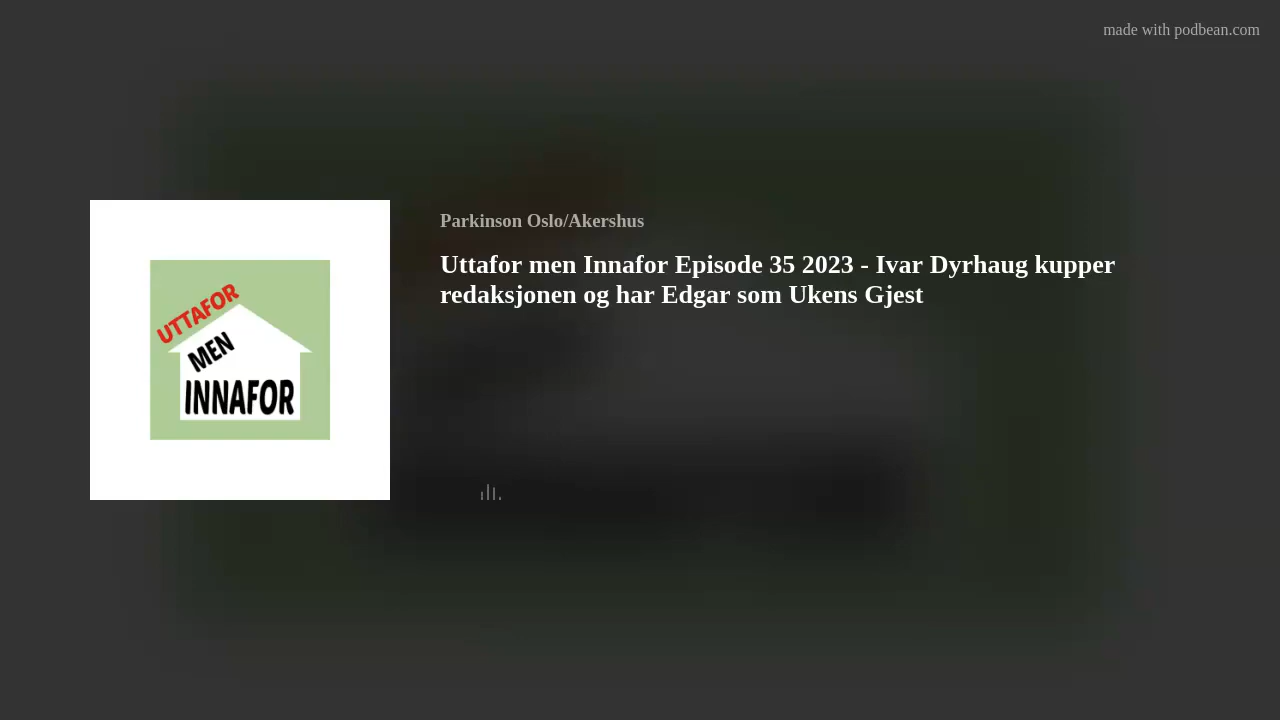 made with podbean.com
Parkinson Oslo/Akershus
Uttafor men Innafor Episode 35 2023 - Ivar Dyrhaug kupper
redaksjonen og har Edgar som Ukens Gjest
UTTAFOR
MEN
INNAFOR